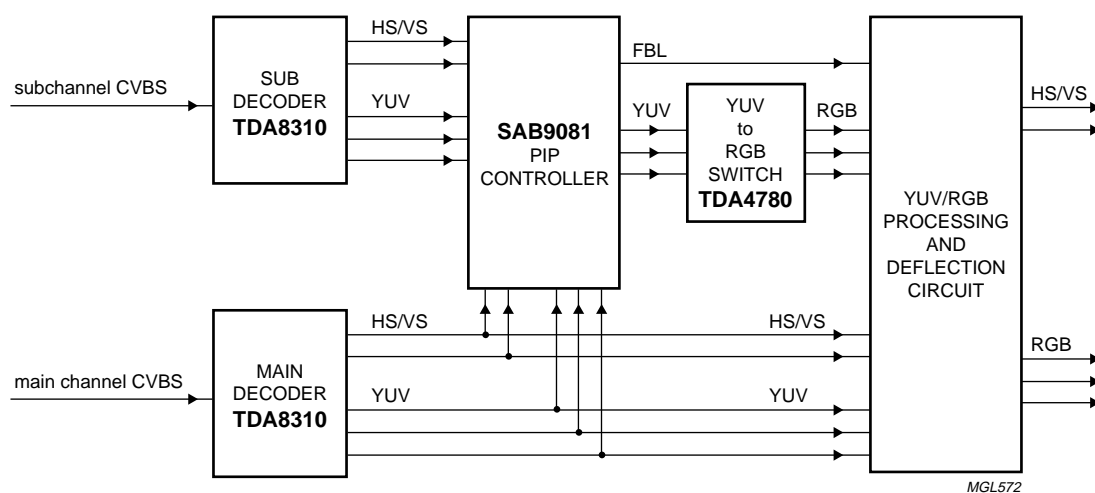 subchannel CVBS
SUB
DECODER
TDA8310
HS/VS
YUV
SAB9081
PIP
CONTROLLER
FBL
YUV
YUV
to
RGB
SWITCH
TDA4780
RGB
YUV/RGB
PROCESSING
AND
DEFLECTION
CIRCUIT
HS/VS
RGB
main channel CVBS
MAIN
DECODER
TDA8310
HS/VS
HS/VS
YUV
YUV
MGL572